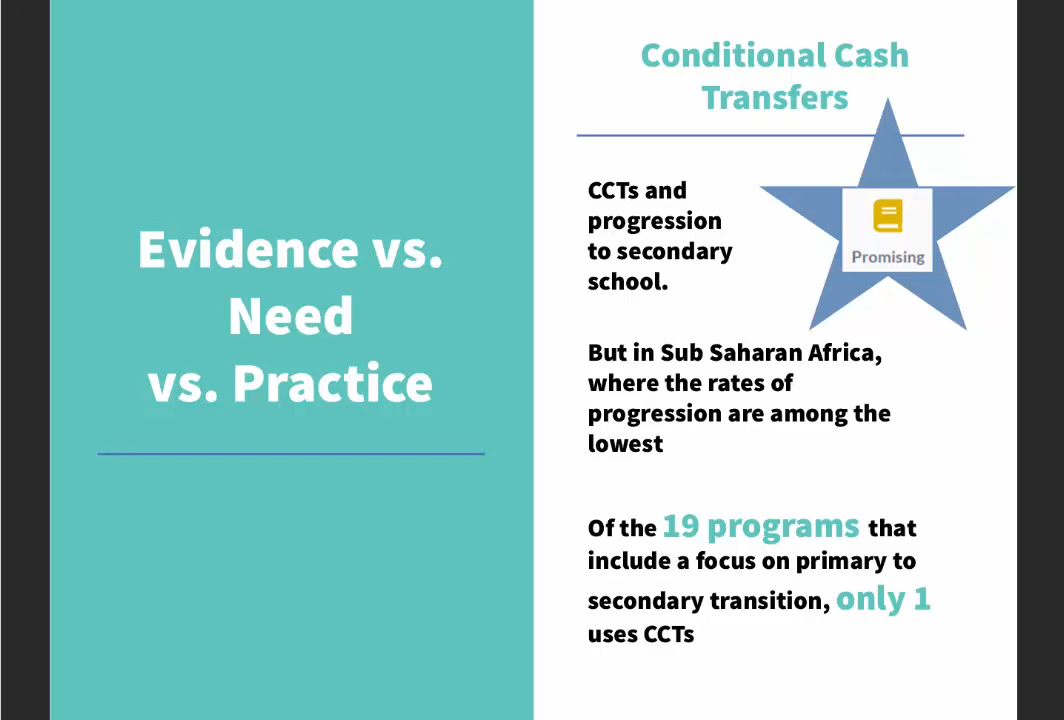 Evidence vs.
Need
vs. Practice
Conditional Cash
Transfers
CCTs and
progression
to secondary
school.
Promising
But in Sub Saharan Africa,
where the rates of
progression are among the
lowest
Of the 19 programs that
include a focus on primary to
secondary transition, only 1
uses CCTs